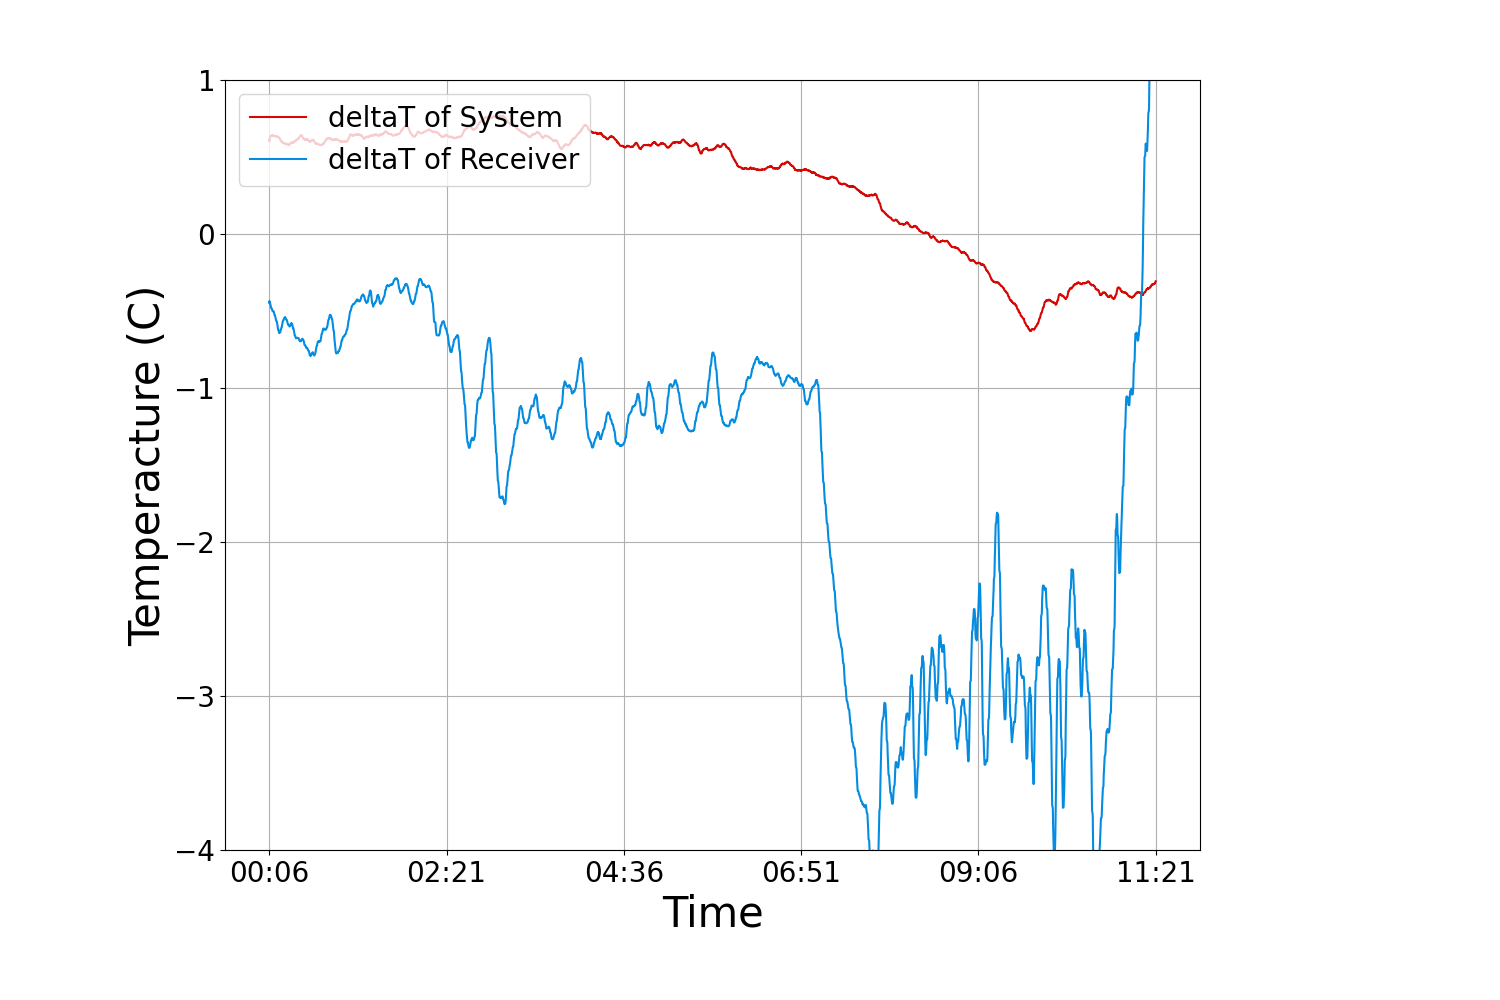 deltaT of System
deltaT of Receiver
1
0
−1
−2
−3
−4
Temperacture (C)
00:06 02:21 04:36 06:51 09:06 11:21
Time